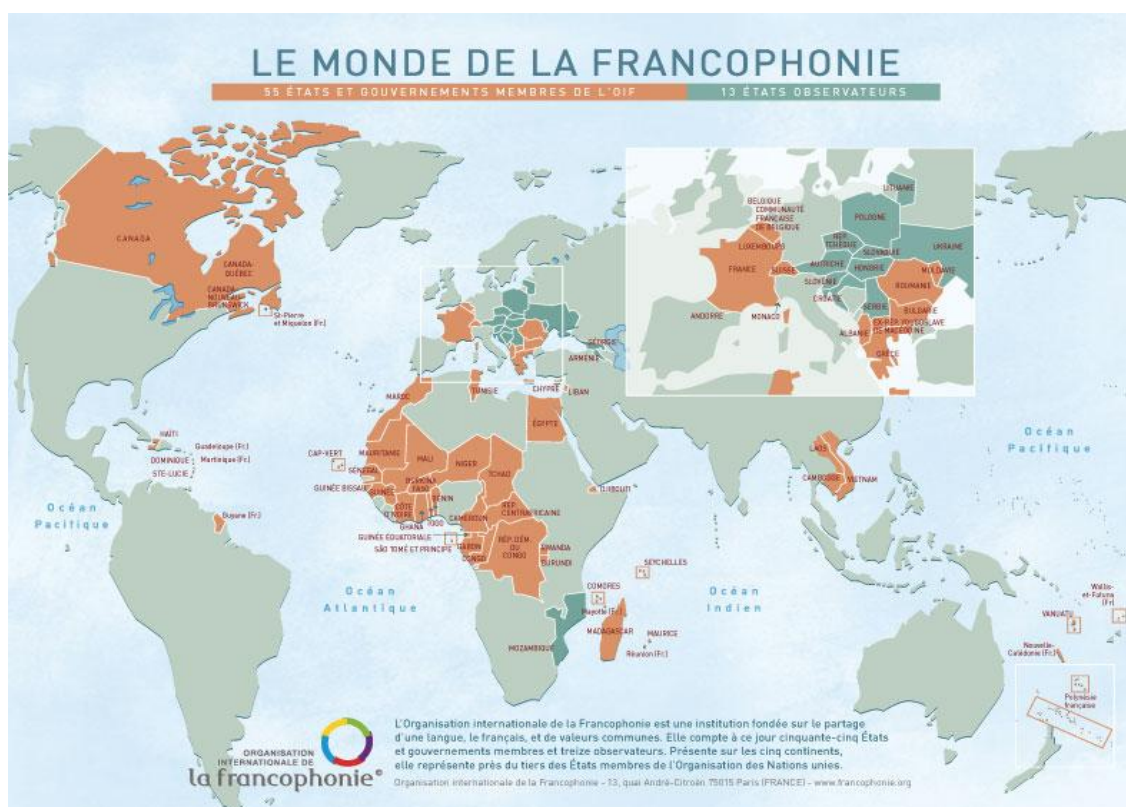 LE MONDE DE LA FRANCOPHONIE
55 ÉTATS ET GOUVERNEMENTS MEMBRES DE L'OIF
13 ÉTATS OBSERVATEURS
CANADA
CANADA-
QUÉBEC
CANADA-
NOUVEAU-
BRUNSWICK
St-Pierre
et Miquelon (Fr.)
LITUANIE
BELGIQUE
COMMUNAUTÉ
FRANÇAISE
DE BELGIQUE
POLOGNE
LUXEMBOURG
RÉP.
TCHÈQUE
SLOVAQUIE
UKRAINE
FRANCE
SUISSE
AUTRICHE
HONGRIE
MOLDAVIE
SLOVÉNIE
ROUMANIE
CROATIE
SERBIE
BULGARIE
ANDORRE
MONACO
ALBANIE
EX-RÉP. YOUGOSLAVE
DE MACÉDOINE
GRÈCE
GÉORGIE
ARMÉNIE
CHYPRE
LIBAN
MAROC
TUNISIE
ÉGYPTE
HAÏTI
Guadeloupe (Fr.)
DOMINIQUE
Martinique (Fr.)
STE-LUCIE
Guyane (Fr.)
CAP-VERT
MAURITANIE
MALI
NIGER
TCHAD
SÉNÉGAL
GUINÉE BISSAU
GUINÉE
BURKINA
FASO
BÉNIN
CÔTE
D'IVOIRE
GHANA
TOGO
CAMEROUN
RÉP.
CENTRAFRICAINE
DJIBOUTI
GUINÉE ÉQUATORIALE
SÃO TOMÉ ET PRINCIPE
GABON
CONGO
RÉP. DÉM.
DU
CONGO
RWANDA
BURUNDI
SEYCHELLES
COMORES
Mayotte (Fr.)
MADAGASCAR
MAURICE
Réunion (Fr.)
MOZAMBIQUE
LAOS
CAMBODGE
VIETNAM
Océan
Pacifique
Océan
Atlantique
Océan
Indien
Océan
Pacifique
Wallis-
et-Futuna
(Fr)
VANUATU
Nouvelle-
Calédonie (Fr.)
Polynésie
française
ORGANISATION
INTERNATIONALE DE
la francophonie
L'Organisation internationale de la Francophonie est une institution fondée sur le partage
d'une langue, le français, et de valeurs communes. Elle compte à ce jour cinquante-cinq États
et gouvernements membres et treize observateurs. Présente sur les cinq continents,
elle représente près du tiers des États membres de l'Organisation des Nations unies.
Organisation internationale de la Francophonie - 13, quai André-Citroën 75015 Paris (FRANCE) - www.francophonie.org